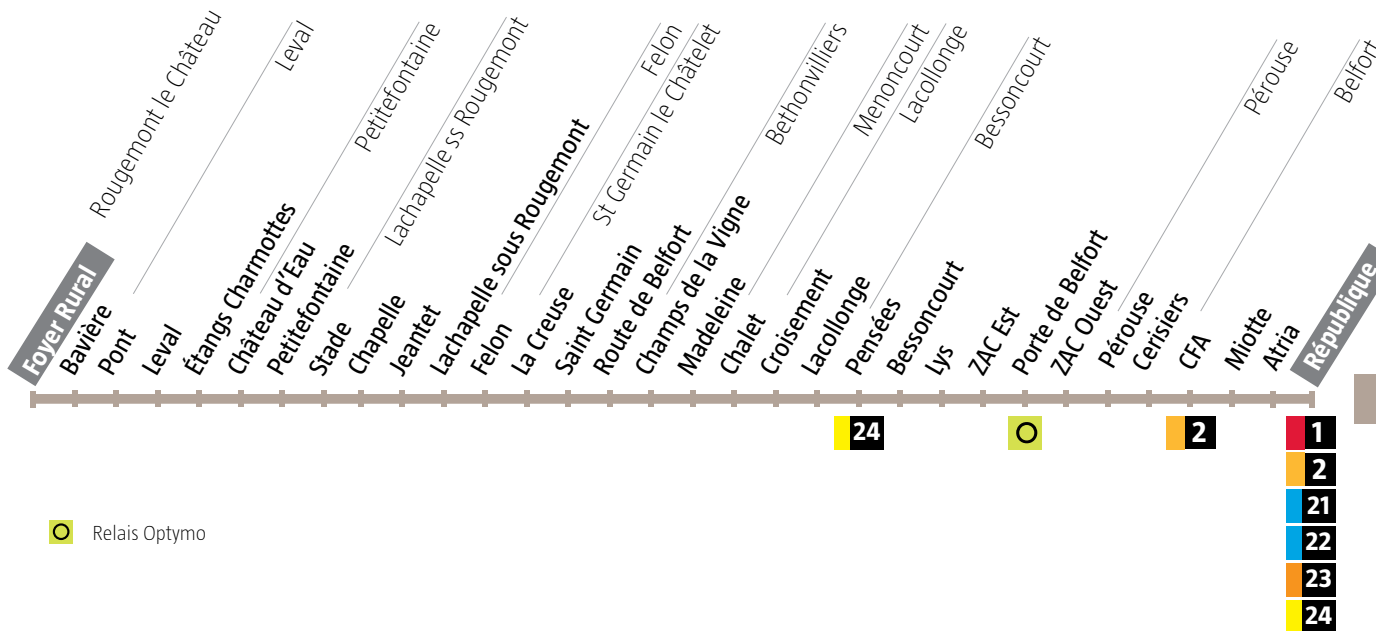 Rougemont le Château
Leval
Petitefontaine
Lachapelle ss Rougemont
Felon
St Germain le Châtelet
Bethonvilliers
Menoncourt
Lacollonge
Bessoncourt
Pérouse
Belfort
Foyer Rural
Bavière
Pont
Leval
Étangs Charmottes
Château d'Eau
Petitefontaine
Stade
Chapelle
Jeantet
Lachapelle sous Rougemont
Felon
La Creuse
Saint Germain
Route de Belfort
Champs de la Vigne
Madeleine
Chalet
Croisement
Lacollonge
Pensées
Bessoncourt
Lys
ZAC Est
Porte de Belfort
ZAC Ouest
Pérouse
Cerisiers
CFA
Miotte
Atria
République
24
2
1
2
21
22
23
24
Relais Optymo